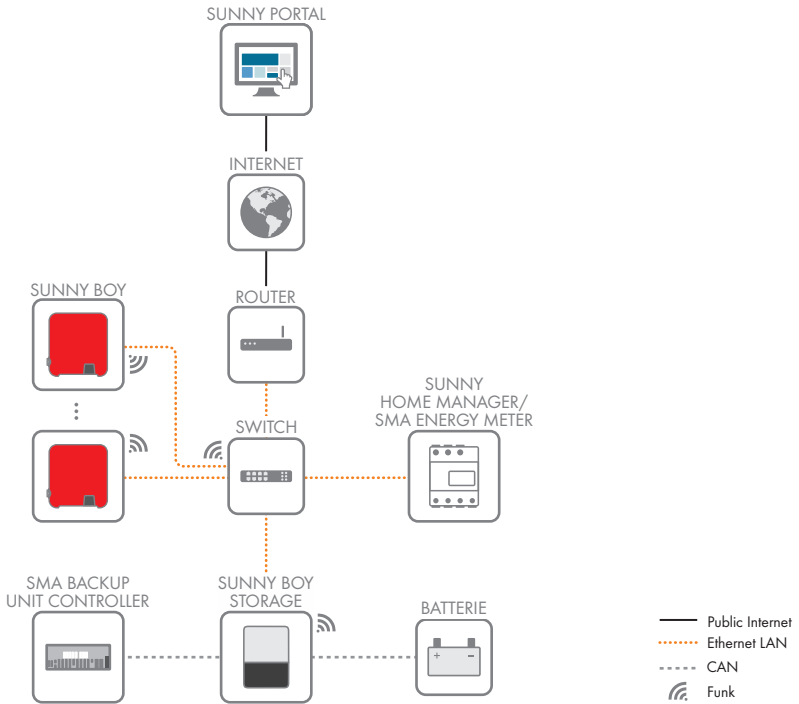 SUNNY PORTAL
INTERNET
SUNNY BOY
ROUTER
SUNNY
HOME MANAGER/
SMA ENERGY METER
SWITCH
SMA BACKUP
UNIT CONTROLLER
SUNNY BOY
STORAGE
BATTERIE
+ −
Public Internet
Ethernet LAN
CAN
Funk